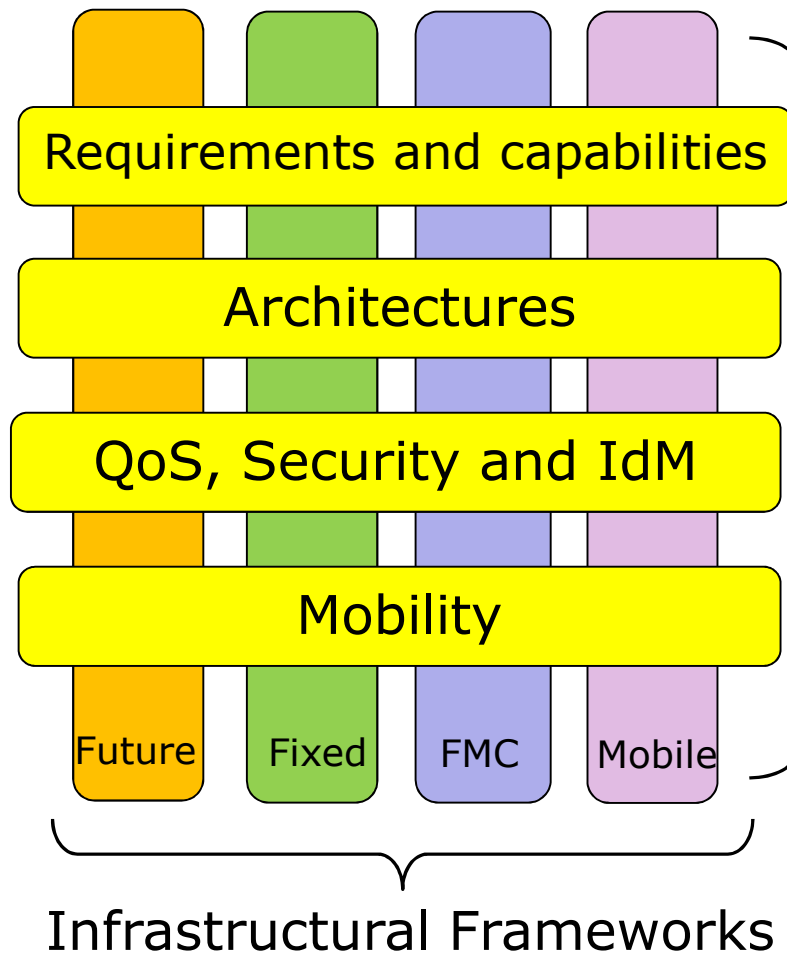 Requirements and capabilities
Architectures
QoS, Security and IdM
Mobility
Future Fixed FMC Mobile
Infrastructural Frameworks